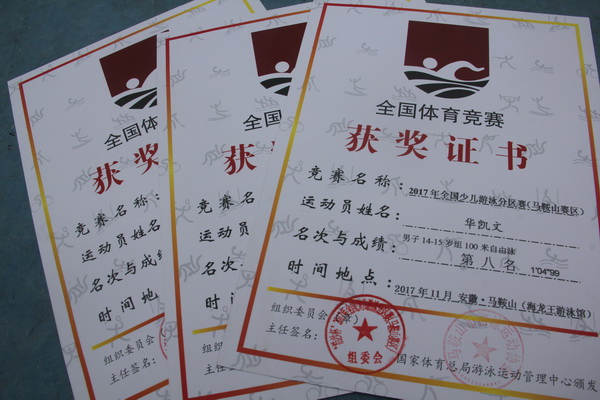 全国体
获奖
竞赛名称：
运动员姓名
名次与成绩：
时间地
组织委员会
主任签名：
全国
获
竞赛名称：
运动员姓
名次与
时间地
组织委员会
主任签名
全国体育竞赛
获奖证书
竞赛名称：2017年全国少儿游泳分区赛(马鞍山赛区)
运动员姓名：华凯文
名次与成绩：男子14-15岁组100米自由泳
第八名 1'04"99
时间地点：2017年11月 安徽·马鞍山（海龙王游泳馆）
组织委员会（章）
主任签名：
组委会
国家体育总局游泳运动管理中心颁发